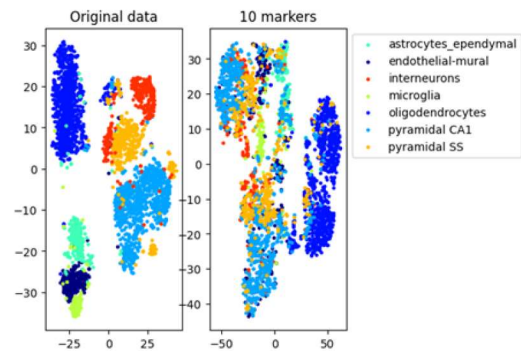 Original data
10 markers
astrocytes_ependymal
endothelial-mural
interneurons
microglia
oligodendrocytes
pyramidal CA1
pyramidal SS
30
20
10
0
−10
−20
−30
−25
0
25
30
20
10
0
−10
−20
−30
−40
−50
0
50